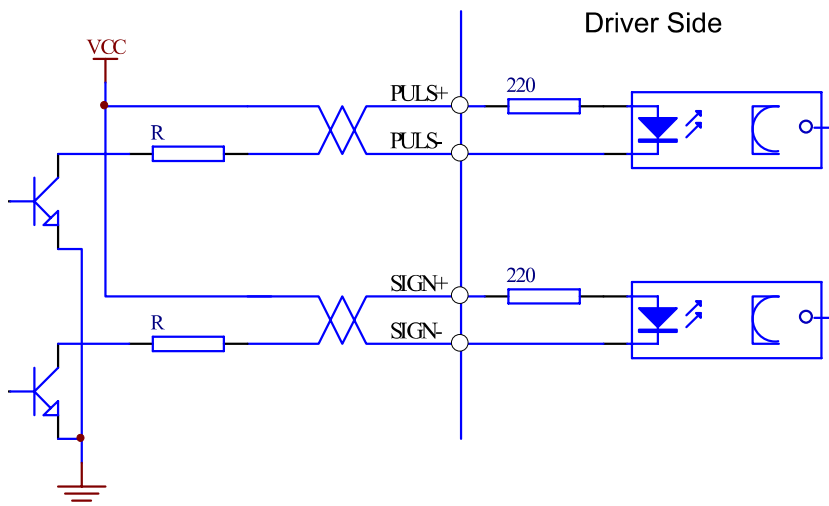 Driver Side
VCC
PULS+
220
R
PULS-
SIGN+
220
R
SIGN-